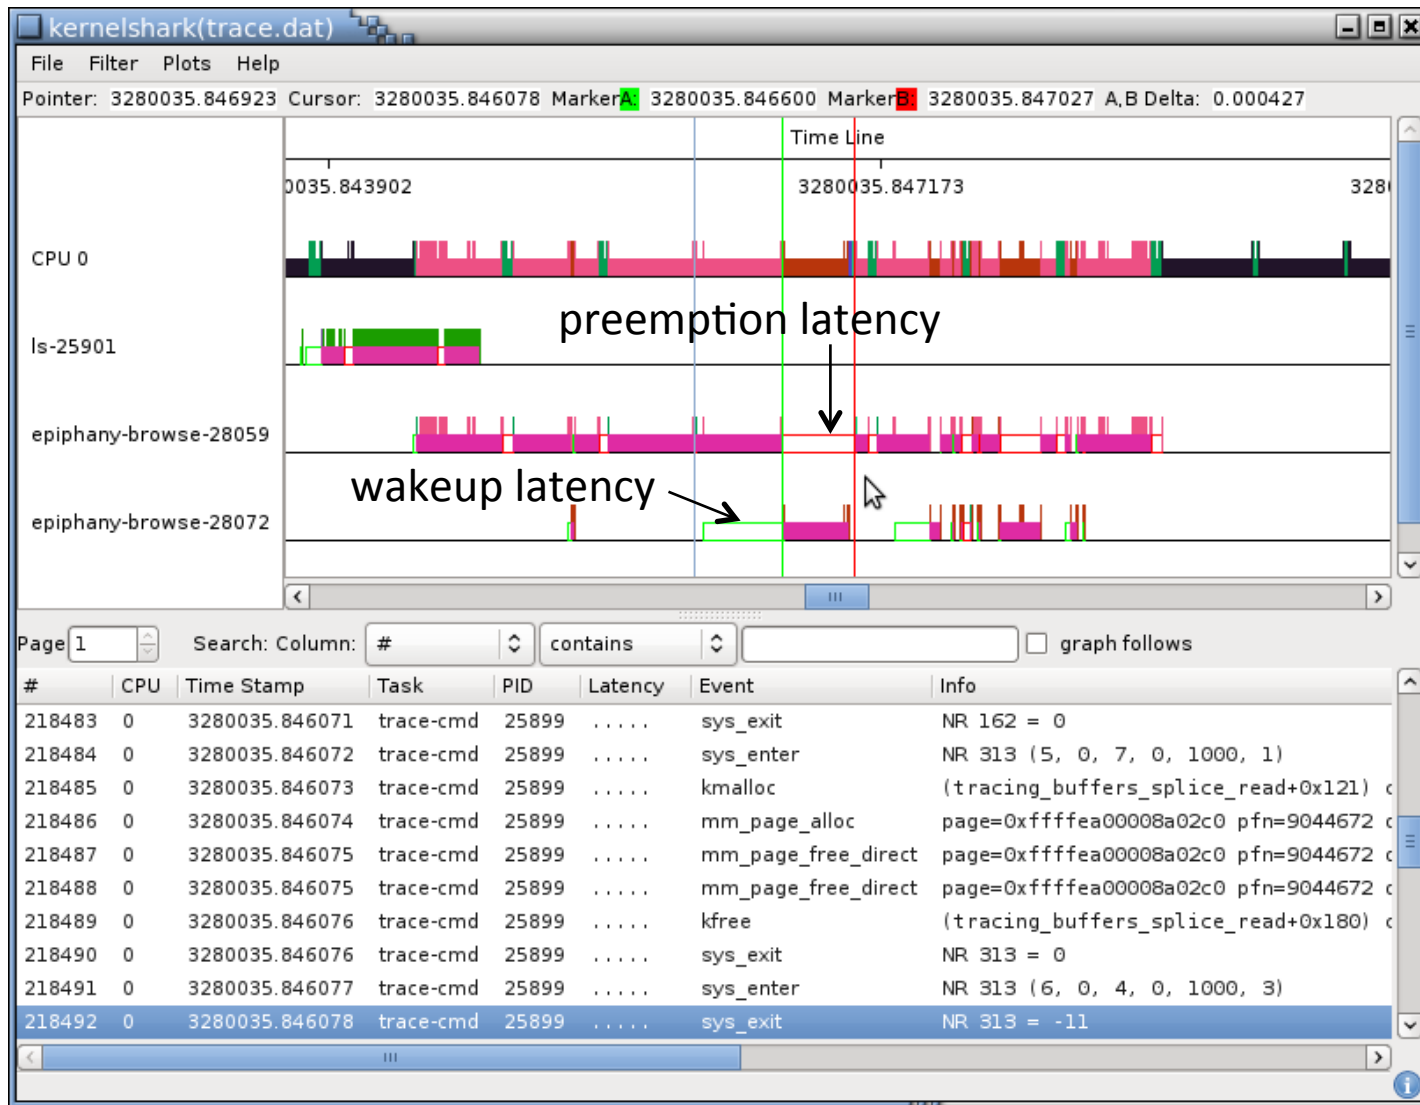 kernelshark(trace.dat)
File Filter Plots Help
Pointer: 3280035.846923 Cursor: 3280035.846078 MarkerA: 3280035.846600 MarkerB: 3280035.847027 A,B Delta: 0.000427
Time Line
0035.843902 3280035.847173 328
CPU 0
preemption latency
ls-25901
epiphany-browse-28059
wakeup latency
epiphany-browse-28072
Page 1 Search: Column: # contains graph follows
# CPU Time Stamp Task PID Latency Event Info
218483 0 3280035.846071 trace-cmd 25899 ..... sys_exit NR 162 = 0
218484 0 3280035.846072 trace-cmd 25899 ..... sys_enter NR 313 (5, 0, 7, 0, 1000, 1)
218485 0 3280035.846073 trace-cmd 25899 ..... kmalloc (tracing_buffers_splice_read+0x121) c
218486 0 3280035.846074 trace-cmd 25899 ..... mm_page_alloc page=0xffffea00008a02c0 pfn=9044672 c
218487 0 3280035.846075 trace-cmd 25899 ..... mm_page_free_direct page=0xffffea00008a02c0 pfn=9044672 c
218488 0 3280035.846075 trace-cmd 25899 ..... mm_page_free_direct page=0xffffea00008a02c0 pfn=9044672 c
218489 0 3280035.846076 trace-cmd 25899 ..... kfree (tracing_buffers_splice_read+0x180) c
218490 0 3280035.846076 trace-cmd 25899 ..... sys_exit NR 313 = 0
218491 0 3280035.846077 trace-cmd 25899 ..... sys_enter NR 313 (6, 0, 4, 0, 1000, 3)
218492 0 3280035.846078 trace-cmd 25899 ..... sys_exit NR 313 = -11